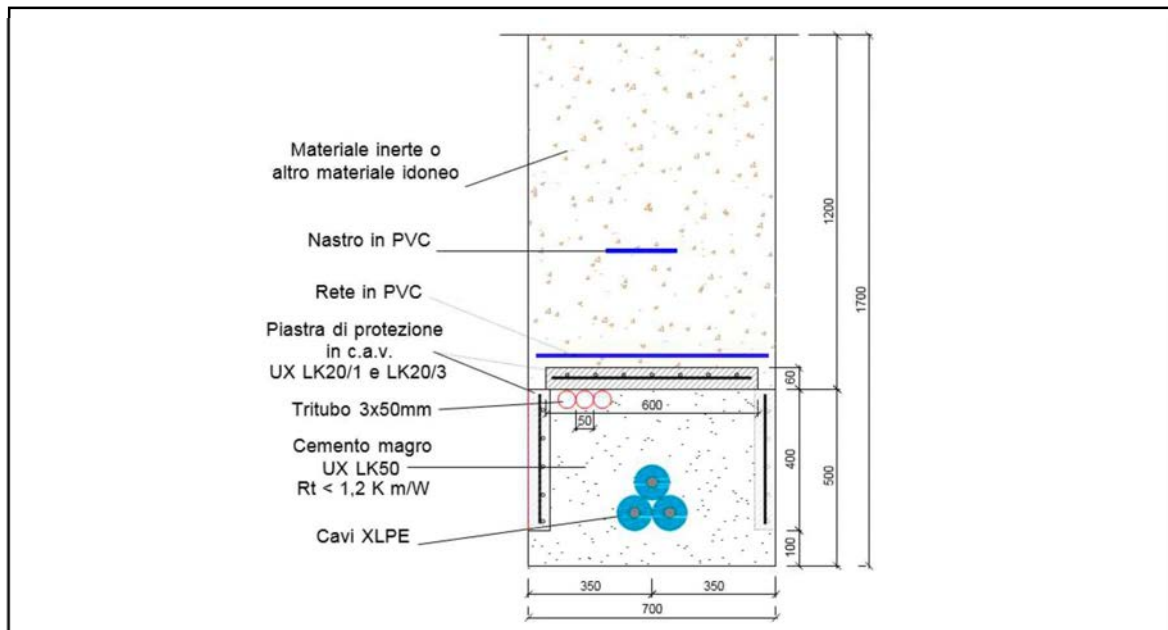 Materiale inerte o
altro materiale idoneo
Nastro in PVC
Rete in PVC
Piastra di protezione
in c.a.v.
UX LK20/1 e LK20/3
Tritubo 3x50mm
Cemento magro
UX LK50
Rt < 1,2 K m/W
Cavi XLPE
1200
1700
60
600
50
400
500
100
350
350
700